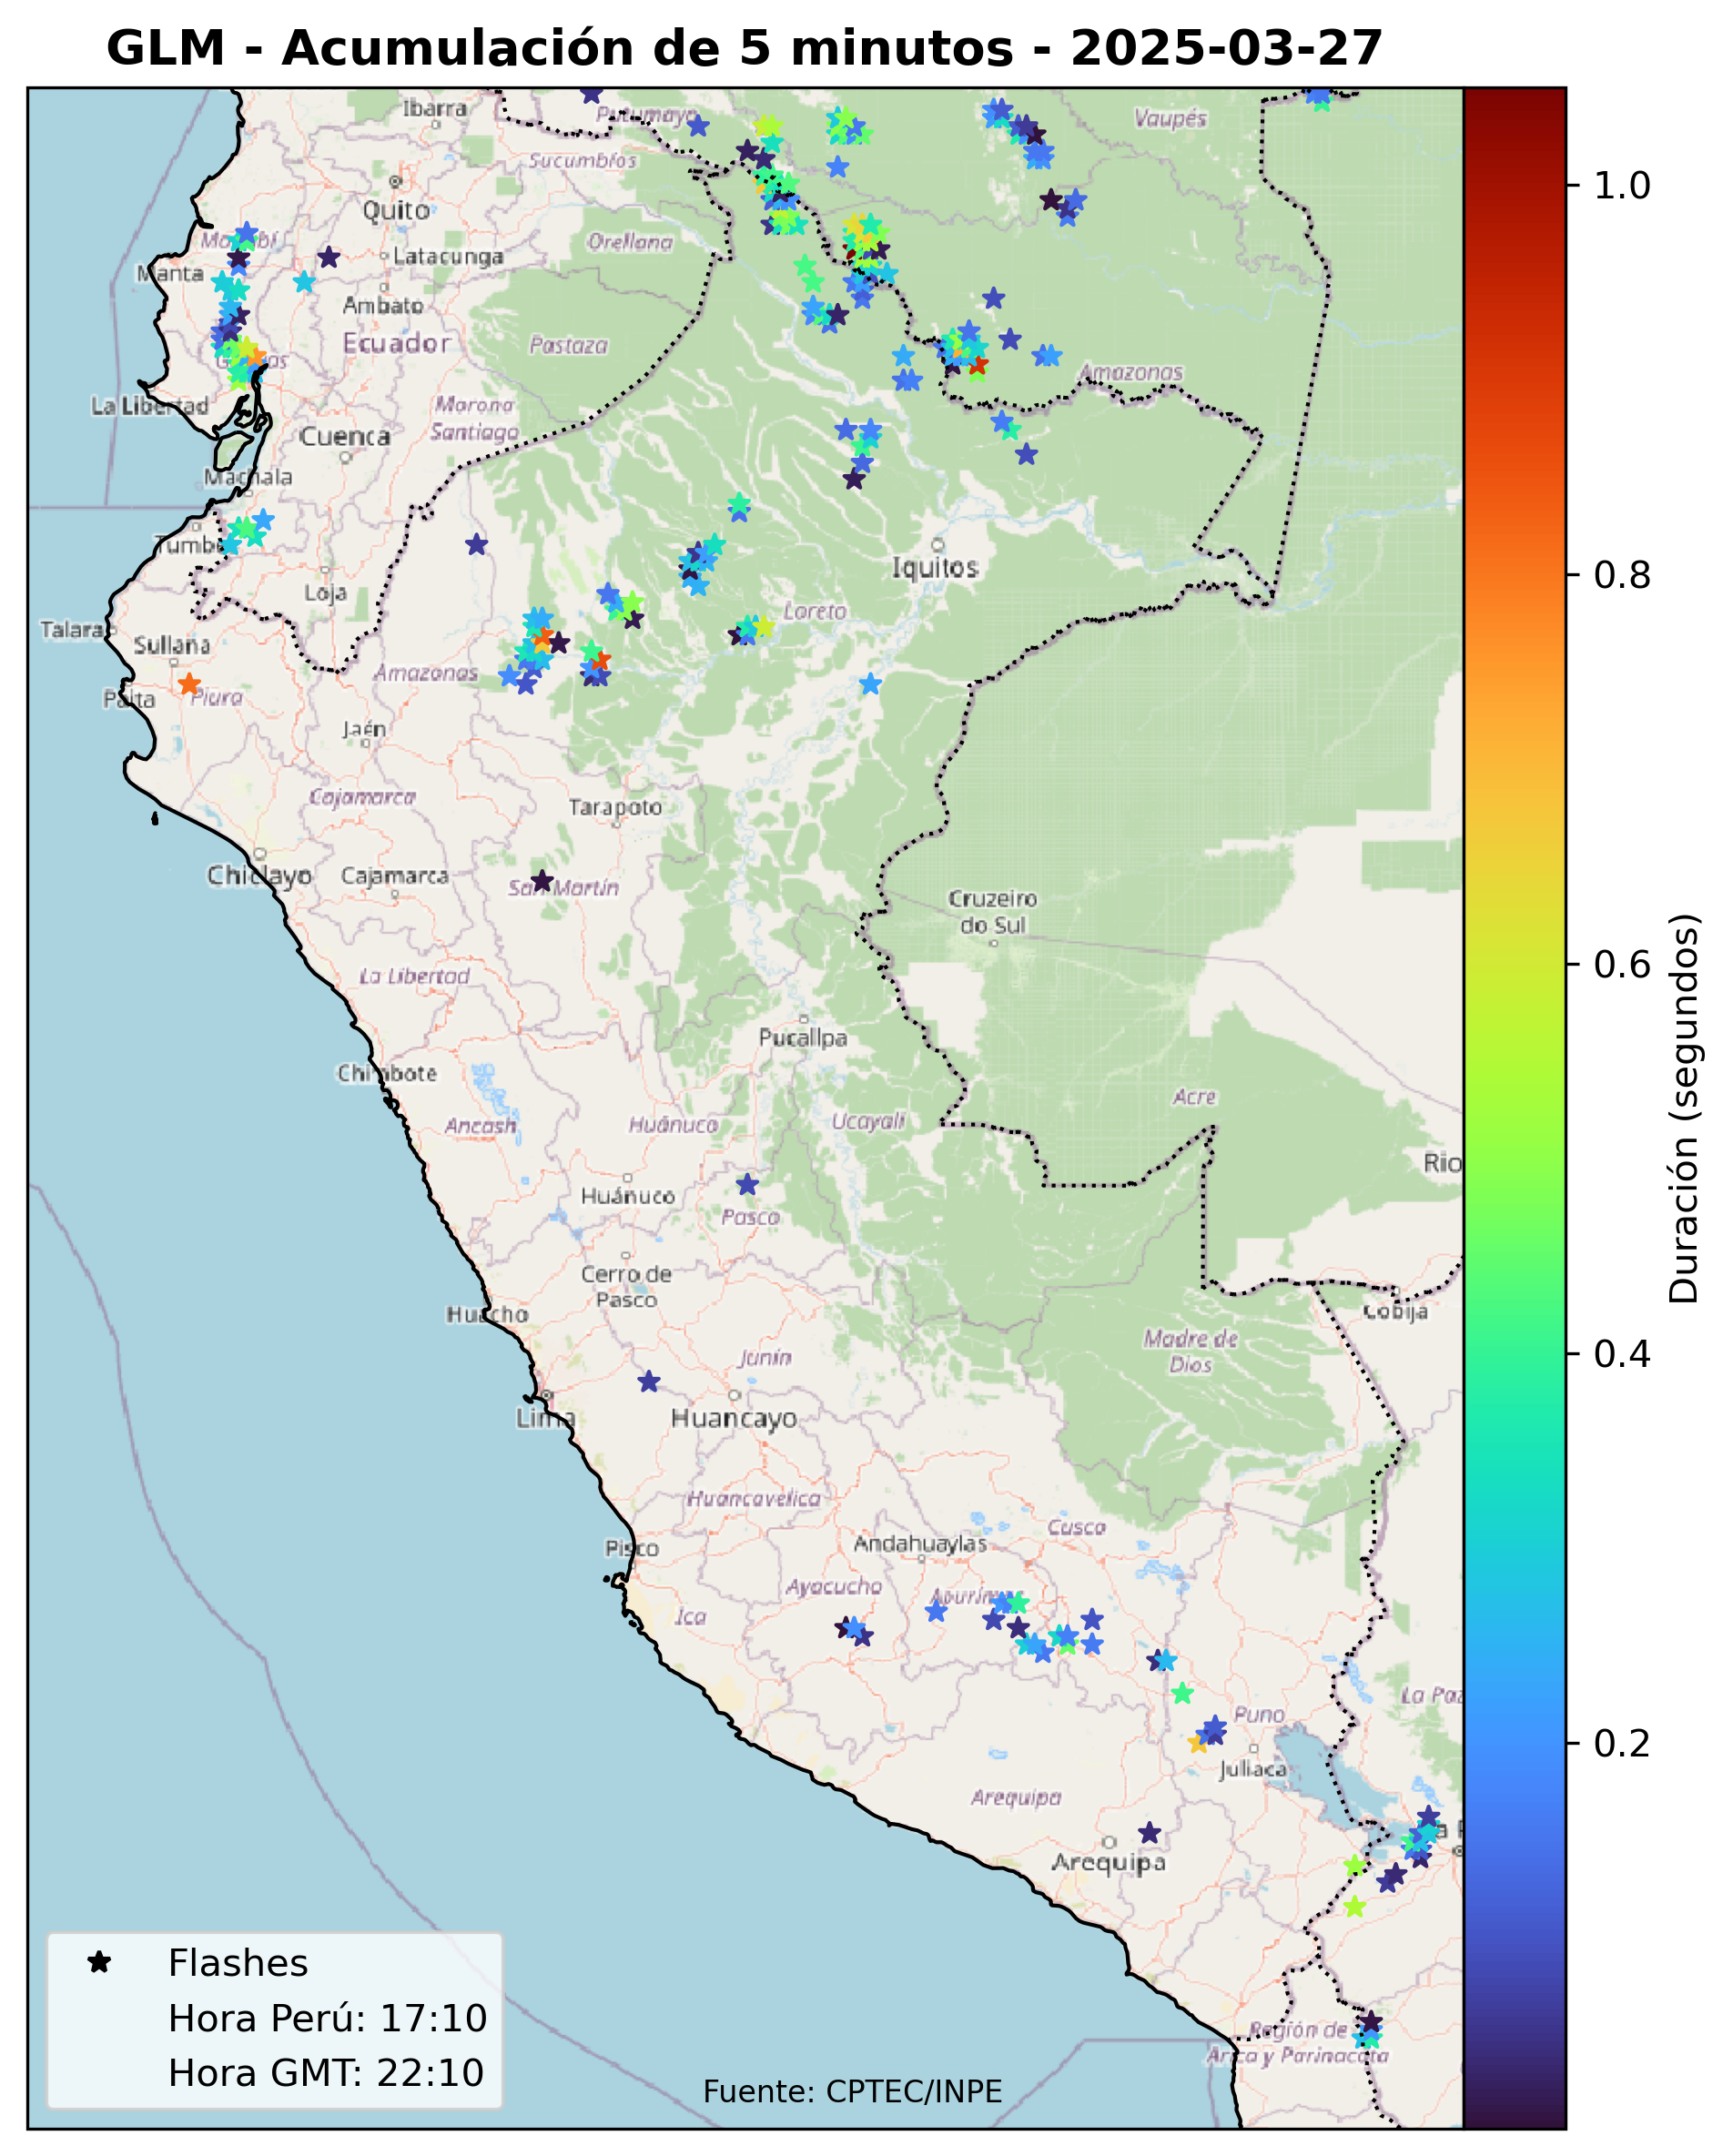 GLM - Acumulación de 5 minutos - 2025-03-27
Ibarra
Putumayo
Vaupés
Sucumbíos
Quito
Orellana
Manta
Latacunga
Ambato
Ecuador
Pastaza
Amazonas
La Libertad
Morona
Santiago
Cuenca
Machala
Iquitos
Loja
Loreto
Talara
Sullana
Amazonas
Paita
Piura
Jaén
Cajamarca
Tarapoto
Chiclayo
Cajamarca
San Martín
Cruzeiro
do Sul
La Libertad
Pucallpa
Chimbote
Ancash
Huánuco
Ucayali
Acre
Rio
Huánuco
Pasco
Cerro de
Pasco
Huacho
Cobija
Madre de
Dios
Junín
Lima
Huancayo
Huancavelica
Cusco
Pisco
Andahuaylas
Ayacucho
Apurímac
Ica
La Paz
Puno
Juliaca
Arequipa
Arequipa
Región de
Arica y Parinacota
Flashes
Hora Perú: 17:10
Hora GMT: 22:10
Fuente: CPTEC/INPE
1.0
0.8
0.6
0.4
0.2
Duración (segundos)